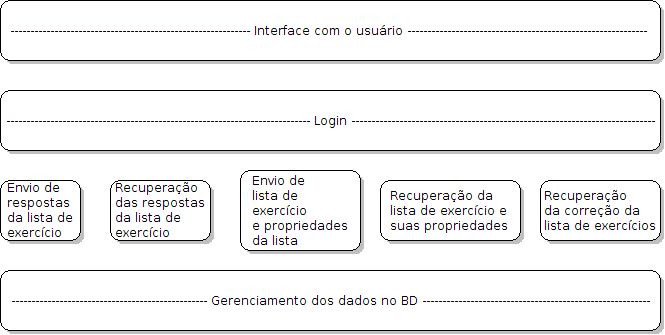 ---------------------------------------------------------- Interface com o usuário ----------------------------------------------------------
-------------------------------------------------------------------------- Login --------------------------------------------------------------------------
Envio de
respostas
da lista de
exercício
Recuperação
das respostas
da lista de
exercício
Envio de
lista de
exercício
e propriedades
da lista
Recuperação da
lista de exercício e
suas propriedades
Recuperação
da correção da
lista de exercícios
------------------------------------------------ Gerenciamento dos dados no BD -------------------------------------------------------